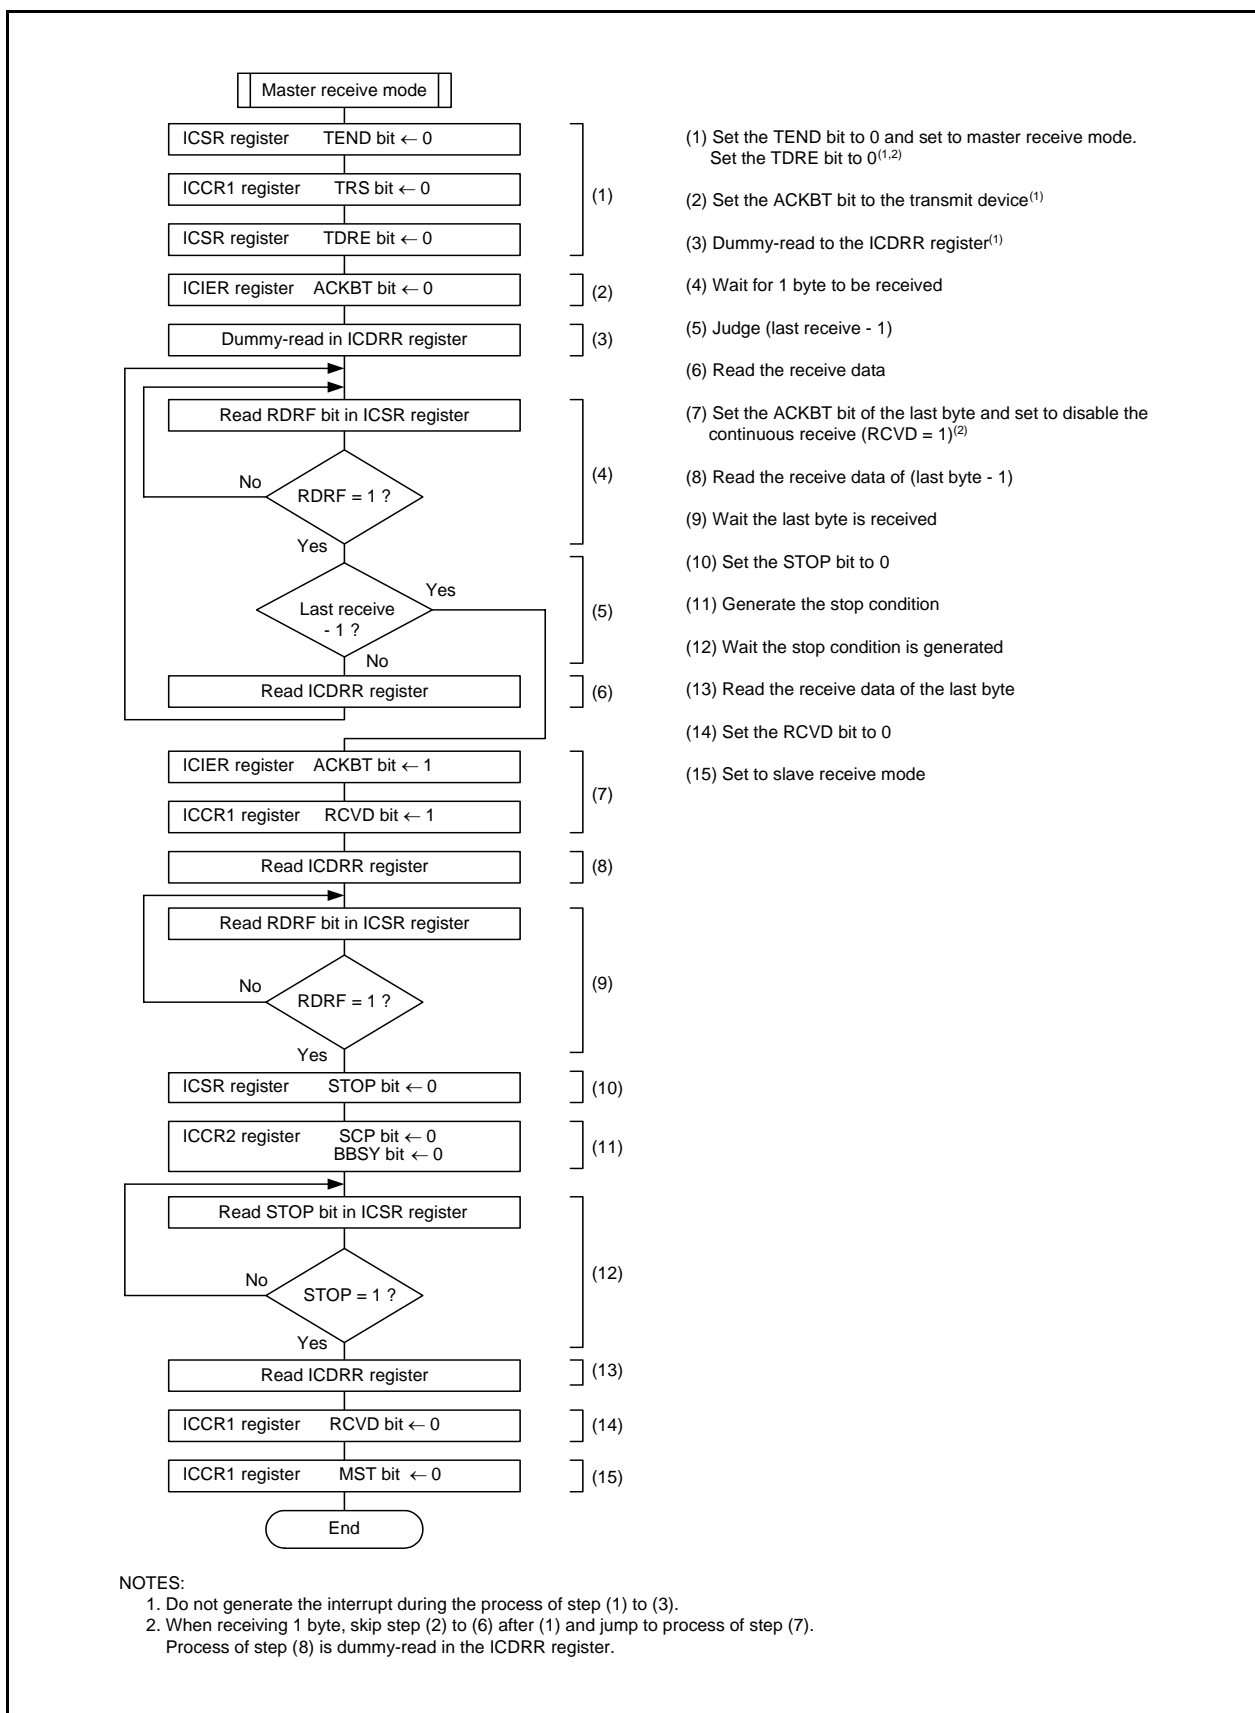 Master receive mode
ICSR register TEND bit ← 0
ICCR1 register TRS bit ← 0
ICSR register TDRE bit ← 0
(1)
ICIER register ACKBT bit ← 0
(2)
Dummy-read in ICDRR register
(3)
Read RDRF bit in ICSR register
No
RDRF = 1 ?
(4)
Yes
Yes
Last receive
- 1 ?
(5)
No
Read ICDRR register
(6)
ICIER register ACKBT bit ← 1
(7)
ICCR1 register RCVD bit ← 1
Read ICDRR register
(8)
Read RDRF bit in ICSR register
No
RDRF = 1 ?
(9)
Yes
ICSR register STOP bit ← 0
(10)
ICCR2 register SCP bit ← 0
BBSY bit ← 0
(11)
Read STOP bit in ICSR register
No
STOP = 1 ?
(12)
Yes
Read ICDRR register
(13)
ICCR1 register RCVD bit ← 0
(14)
ICCR1 register MST bit ← 0
(15)
End
(1) Set the TEND bit to 0 and set to master receive mode.
Set the TDRE bit to 0(1,2)
(2) Set the ACKBT bit to the transmit device(1)
(3) Dummy-read to the ICDRR register(1)
(4) Wait for 1 byte to be received
(5) Judge (last receive - 1)
(6) Read the receive data
(7) Set the ACKBT bit of the last byte and set to disable the
continuous receive (RCVD = 1)(2)
(8) Read the receive data of (last byte - 1)
(9) Wait the last byte is received
(10) Set the STOP bit to 0
(11) Generate the stop condition
(12) Wait the stop condition is generated
(13) Read the receive data of the last byte
(14) Set the RCVD bit to 0
(15) Set to slave receive mode
NOTES:
1. Do not generate the interrupt during the process of step (1) to (3).
2. When receiving 1 byte, skip step (2) to (6) after (1) and jump to process of step (7).
Process of step (8) is dummy-read in the ICDRR register.